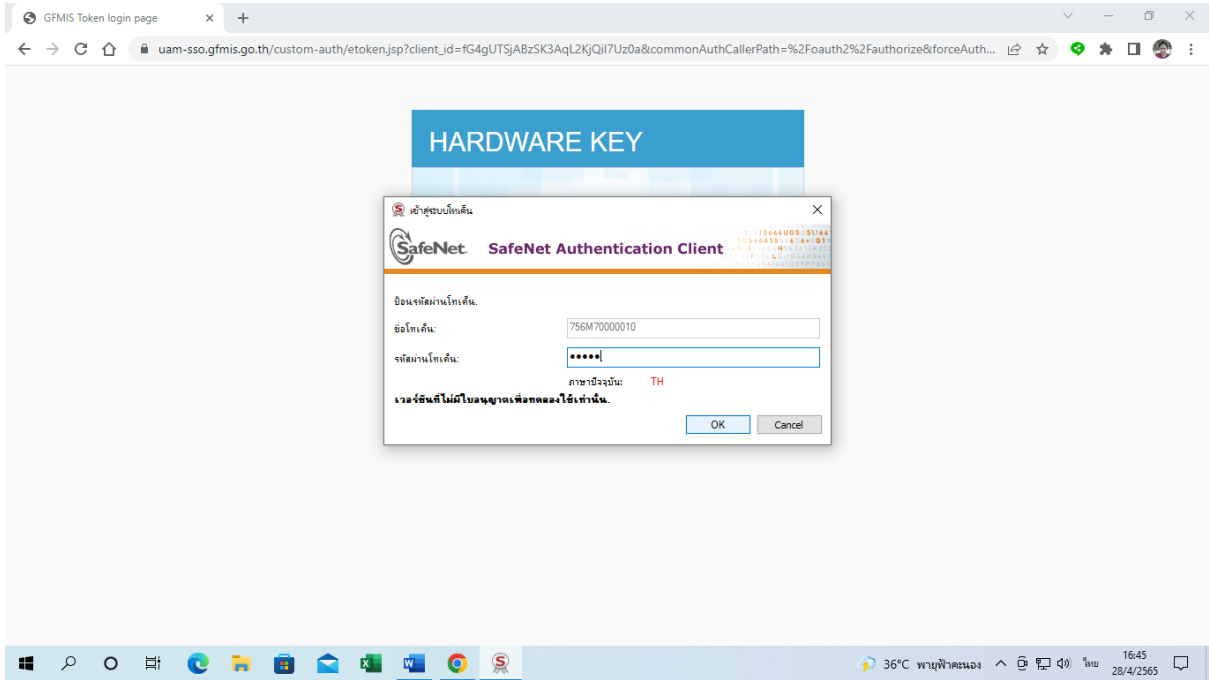 GFMIS Token login page
uam-sso.gfmis.go.th/custom-auth/etoken.jsp?client_id=fG4gUTSjABzSK3AqL2KjQiI7Uz0a&commonAuthCallerPath=%2Foauth2%2Fauthorize&forceAuth...
HARDWARE KEY
เข้าสู่ระบบโทเค็น
SafeNet. SafeNet Authentication Client
ป้อนรหัสผ่านโทเค็น.
ชื่อโทเค็น: 756M70000010
รหัสผ่านโทเค็น: •••••
ภาษาปัจจุบัน: TH
เวอร์ชันที่ไม่มีใบอนุญาตเพื่อทดลองใช้เท่านั้น.
OK Cancel
36°C พายุฟ้าคะนอง ไทย 16:45
28/4/2565